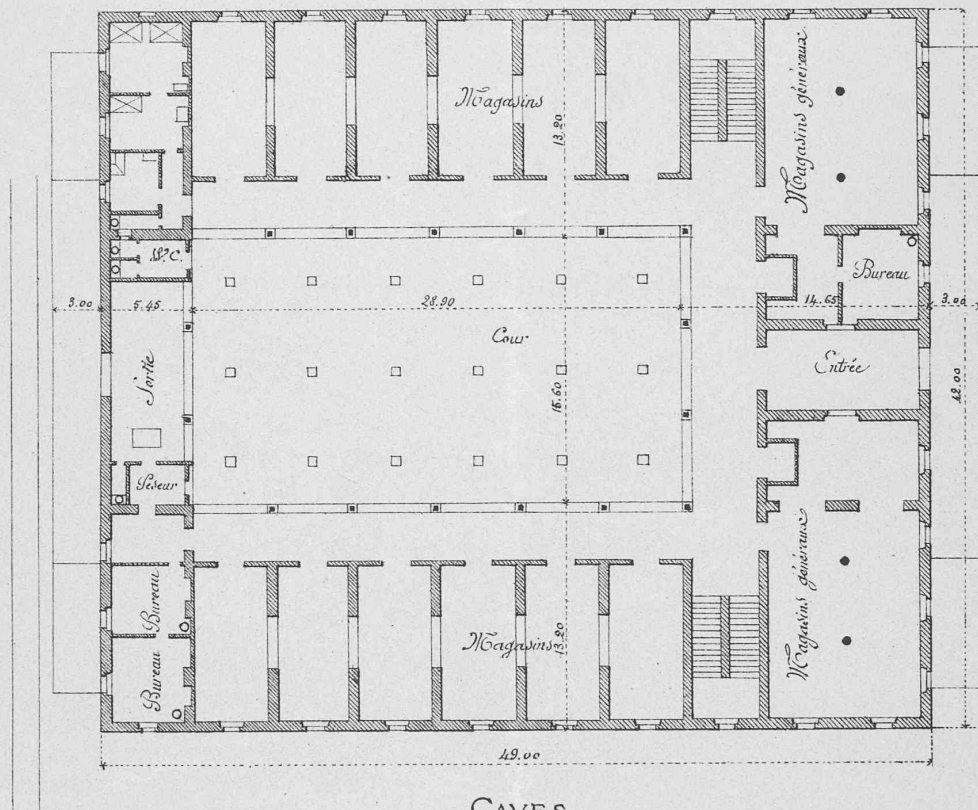 Magasins
13.20
Magasins généraux
W.C.
Bureau
3.00
5.45
28.90
14.65
3.00
Cour
Entrée
Sortie
15.60
42.00
Peseur
Magasins généraux
Bureau
Magasins
13.20
Bureau
49.00
CAVES